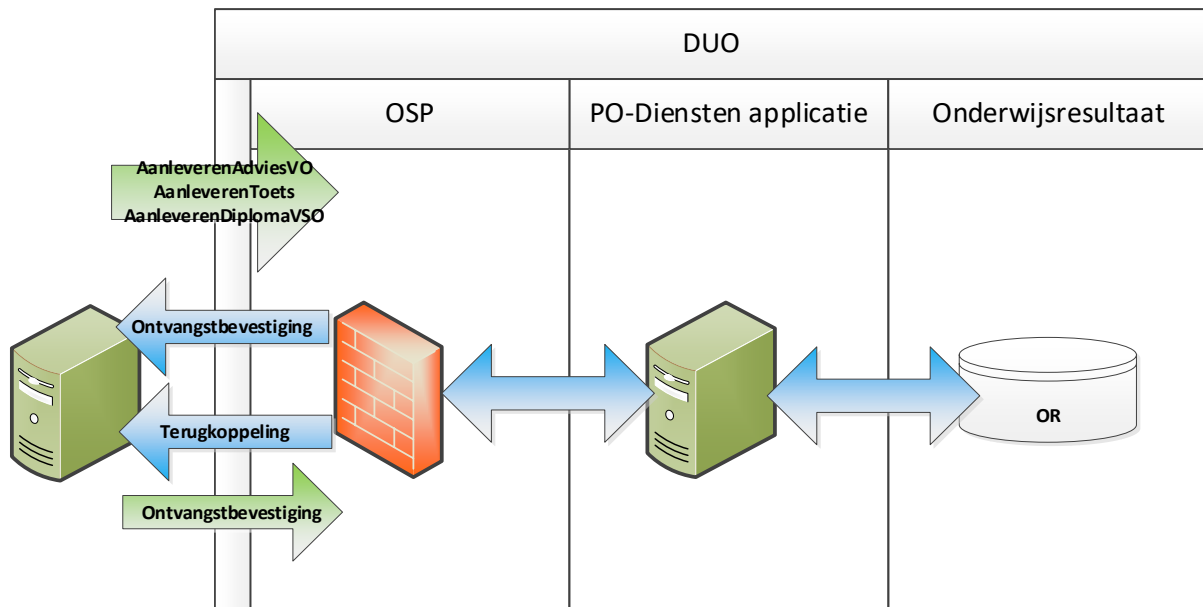 DUO
OSP
PO-Diensten applicatie
Onderwijsresultaat
AanleverenAdviesVO
AanleverenToets
AanleverenDiplomaVSO
Ontvangstbevestiging
Terugkoppeling
OR
Ontvangstbevestiging